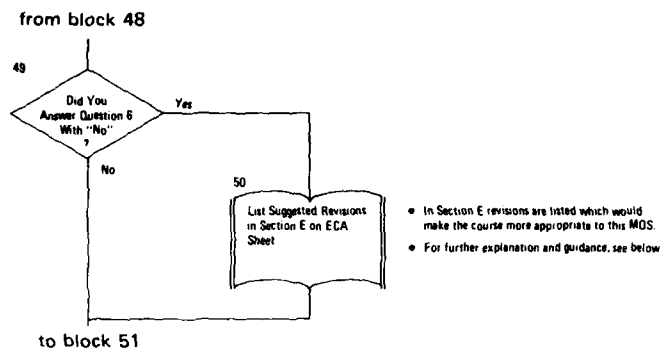 from block 48
49
Did You
Answer Question 6
With "No"
?
Yes
No
50
List Suggested Revisions
in Section E on ECA
Sheet
• In Section E revisions are listed which would
make the course more appropriate to this MOS.
• For further explanation and guidance, see below
to block 51